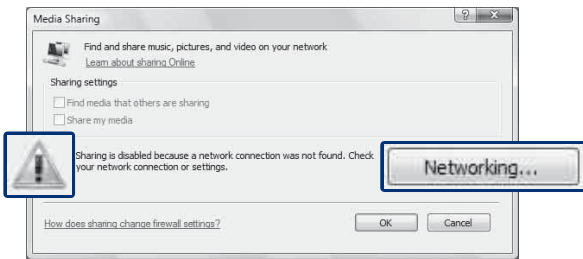 Media Sharing
Find and share music, pictures, and video on your network
Learn about sharing Online
Sharing settings
Find media that others are sharing
Share my media
Sharing is disabled because a network connection was not found. Check
your network connection or settings.
Networking...
How does sharing change firewall settings?
OK Cancel